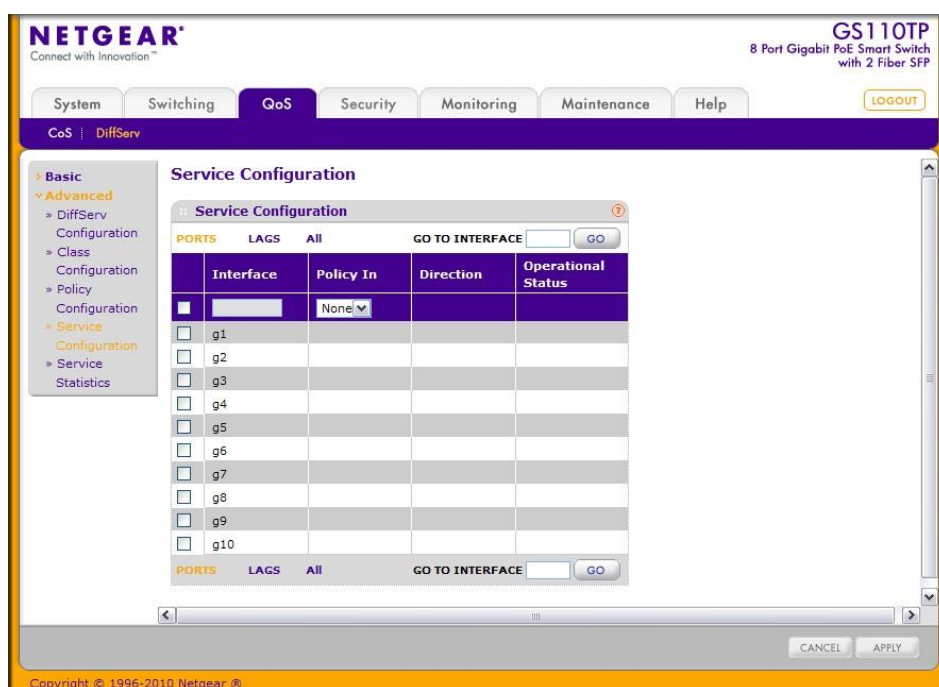 NETGEAR®
Connect with Innovation™
GS110TP
8 Port Gigabit PoE Smart Switch
with 2 Fiber SFP
System
Switching
QoS
Security
Monitoring
Maintenance
Help
LOGOUT
CoS | DiffServ
Basic
Advanced
» DiffServ
Configuration
» Class
Configuration
» Policy
Configuration
» Service
Configuration
» Service
Statistics
Service Configuration
Service Configuration
?
PORTS LAGS All GO TO INTERFACE GO
Interface Policy In Direction Operational
Status
None
g1
g2
g3
g4
g5
g6
g7
g8
g9
g10
PORTS LAGS All GO TO INTERFACE GO
CANCEL APPLY
Copyright © 1996-2010 Netgear ®